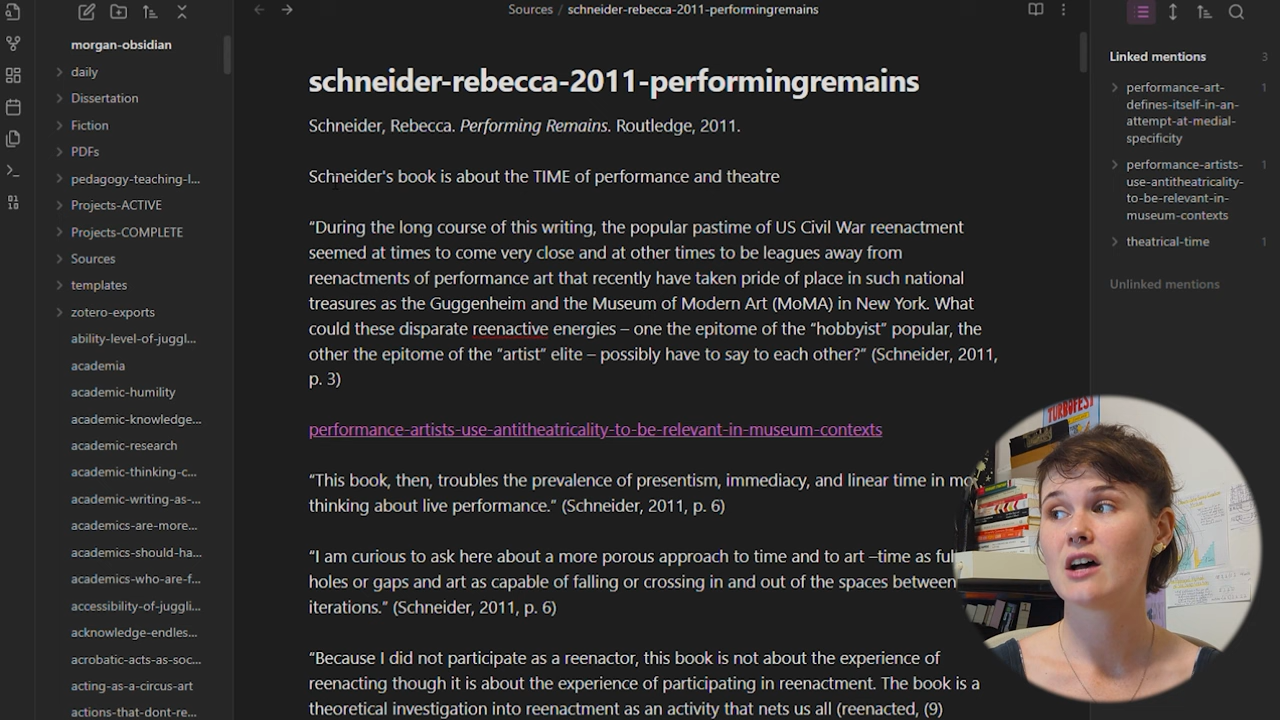 Sources / schneider-rebecca-2011-performingremains
morgan-obsidian
daily
Dissertation
Fiction
PDFs
pedagogy-teaching-l...
Projects-ACTIVE
Projects-COMPLETE
Sources
templates
zotero-exports
ability-level-of-juggl...
academia
academic-humility
academic-knowledge...
academic-research
academic-thinking-c...
academic-writing-as-...
academics-are-more...
academics-should-ha...
academics-who-are-f...
accessibility-of-juggli...
acknowledge-endles...
acrobatic-acts-as-soc...
acting-as-a-circus-art
actions-that-dont-re...
schneider-rebecca-2011-performingremains
Schneider, Rebecca. Performing Remains. Routledge, 2011.
Schneider's book is about the TIME of performance and theatre
“During the long course of this writing, the popular pastime of US Civil War reenactment
seemed at times to come very close and at other times to be leagues away from
reenactments of performance art that recently have taken pride of place in such national
treasures as the Guggenheim and the Museum of Modern Art (MoMA) in New York. What
could these disparate reenactive energies – one the epitome of the “hobbyist” popular, the
other the epitome of the “artist” elite – possibly have to say to each other?” (Schneider, 2011,
p. 3)
performance-artists-use-antitheatricality-to-be-relevant-in-museum-contexts
“This book, then, troubles the prevalence of presentism, immediacy, and linear time in mo
thinking about live performance.” (Schneider, 2011, p. 6)
“I am curious to ask here about a more porous approach to time and to art –time as ful
holes or gaps and art as capable of falling or crossing in and out of the spaces between
iterations.” (Schneider, 2011, p. 6)
“Because I did not participate as a reenactor, this book is not about the experience of
reenacting though it is about the experience of participating in reenactment. The book is a
theoretical investigation into reenactment as an activity that nets us all (reenacted, (9)
Linked mentions 3
performance-art- 1
defines-itself-in-an-
attempt-at-medial-
specificity
performance-artists- 1
use-antitheatricality-
to-be-relevant-in-
museum-contexts
theatrical-time 1
Unlinked mentions
TURBOFEST